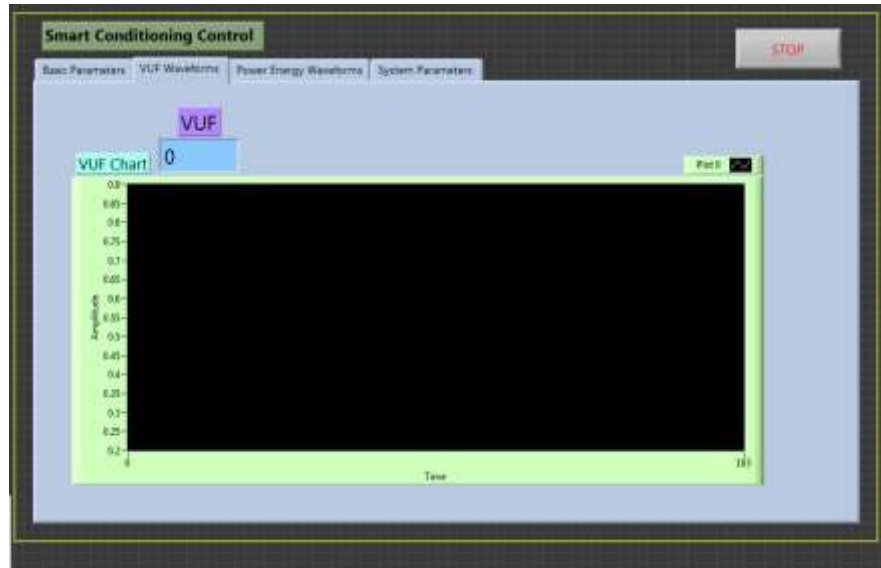 Smart Conditioning Control
STOP
Basic Parameters VUF Waveforms Power Energy Waveforms System Parameters
VUF
VUF Chart 0
Plot 0
0.9
0.85
0.8
0.75
0.7
0.65
0.6
0.55
0.5
0.45
0.4
0.35
0.3
0.25
0.2
Amplitude
0
Time